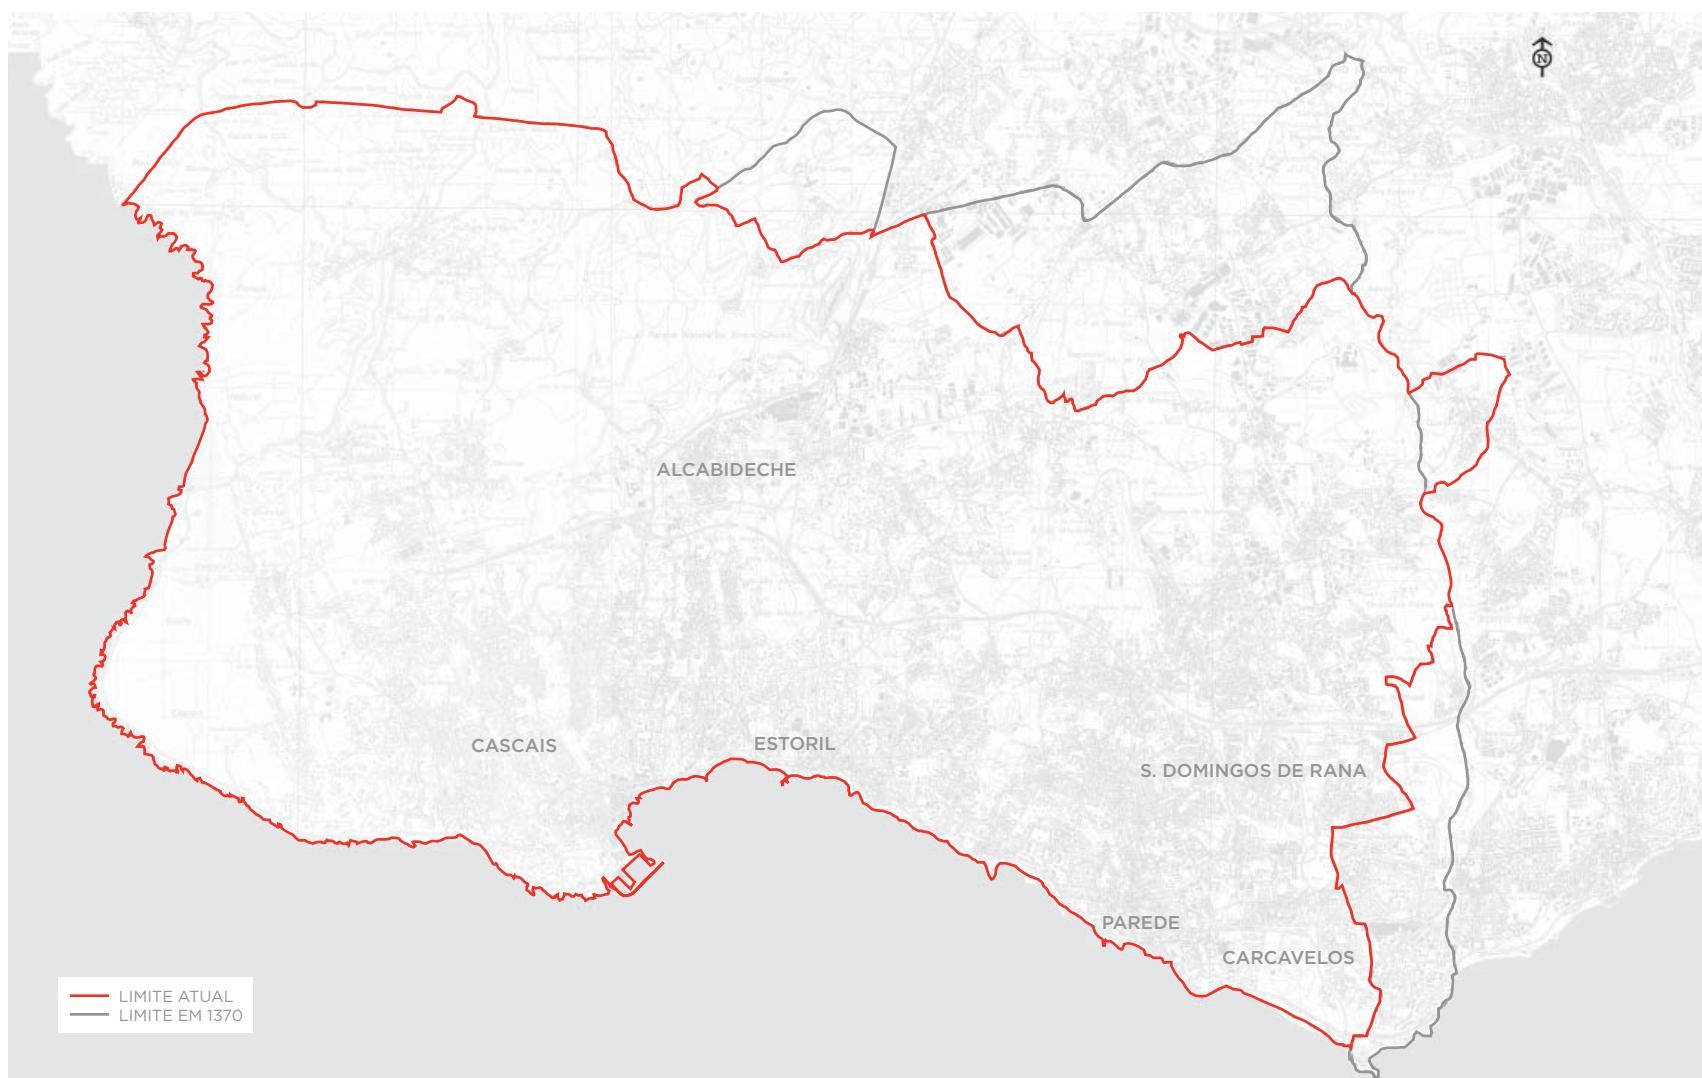 N
ALCABIDECHE
CASCAIS
ESTORIL
S. DOMINGOS DE RANA
PAREDE
CARCAVELOS
LIMITE ATUAL
LIMITE EM 1370